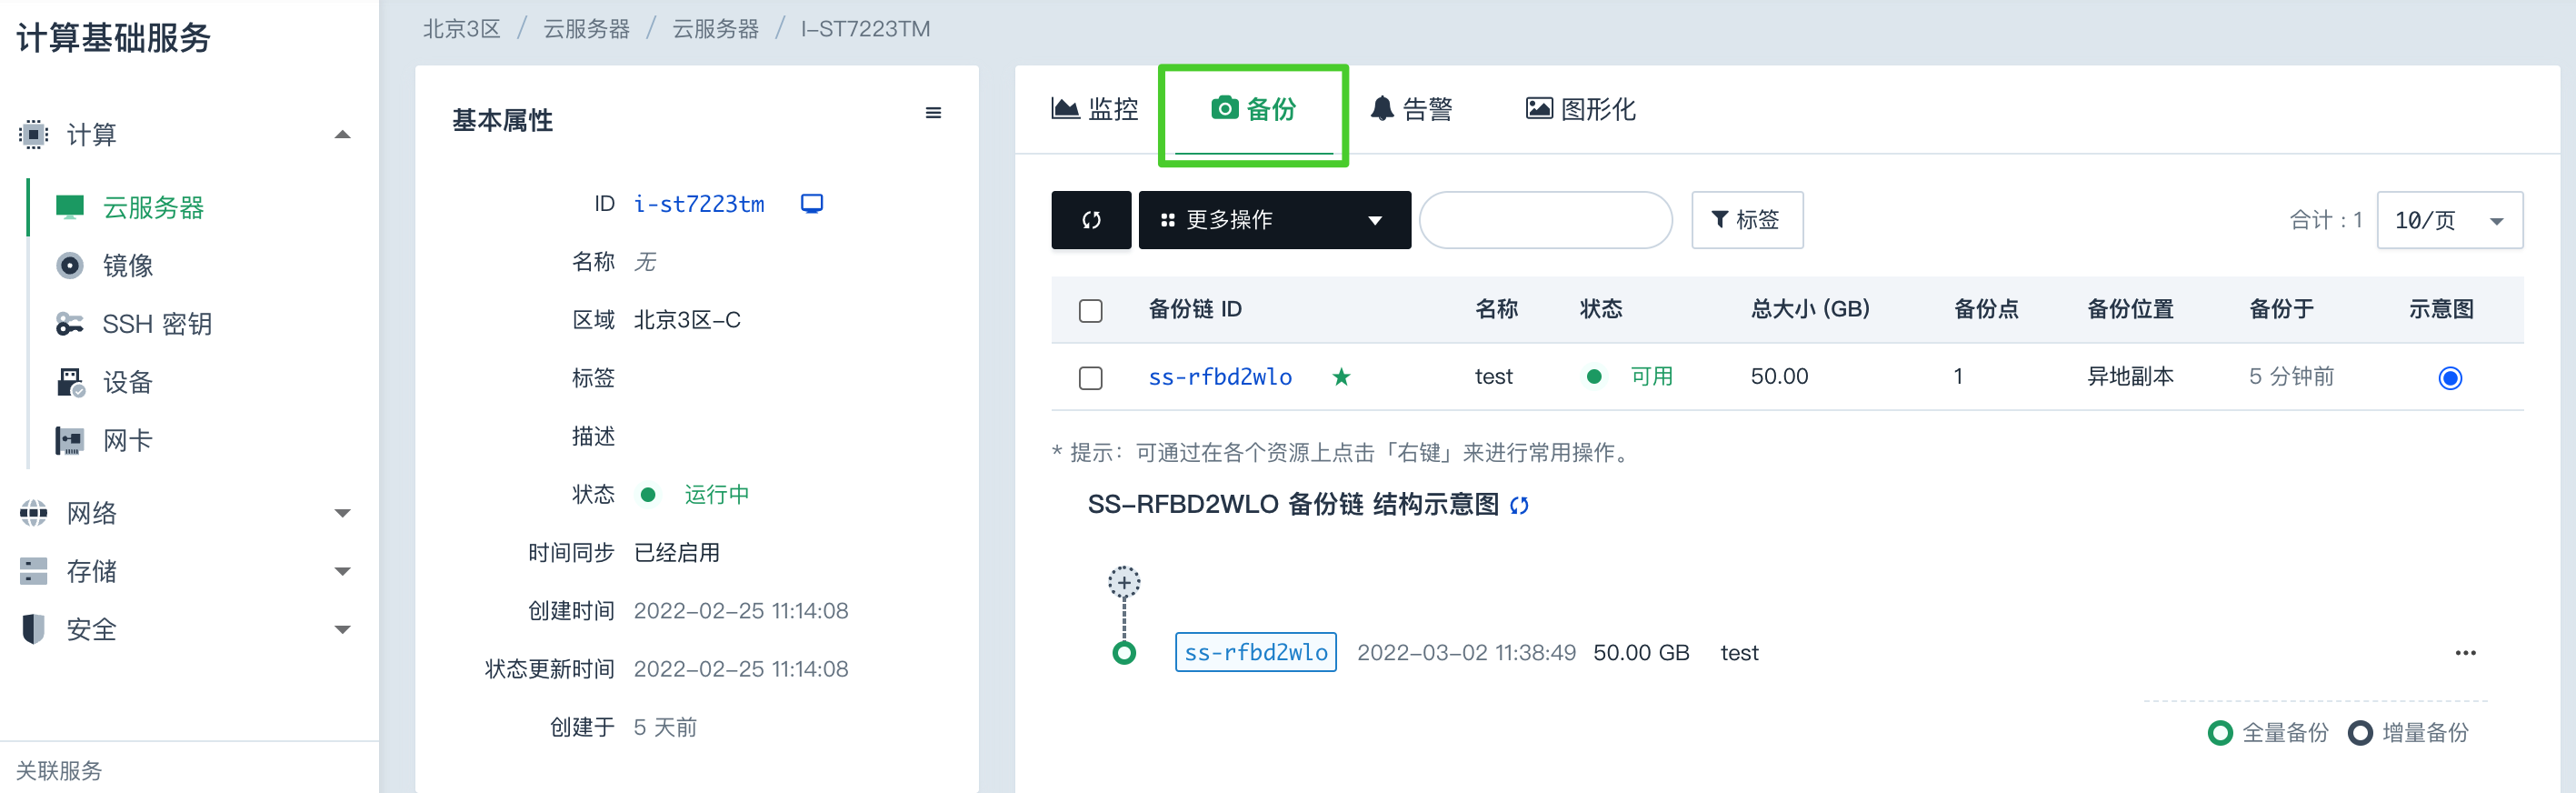 计算基础服务
计算
云服务器
镜像
SSH 密钥
设备
网卡
网络
存储
安全
关联服务
北京3区 / 云服务器 / 云服务器 / I-ST7223TM
基本属性
ID i-st7223tm
名称 无
区域 北京3区-C
标签
描述
状态 运行中
时间同步 已经启用
创建时间 2022-02-25 11:14:08
状态更新时间 2022-02-25 11:14:08
创建于 5 天前
监控 备份 告警 图形化
更多操作 标签 合计 : 1 10/页
备份链 ID 名称 状态 总大小 (GB) 备份点 备份位置 备份于 示意图
ss-rfbd2wlo ★ test 可用 50.00 1 异地副本 5 分钟前
* 提示：可通过在各个资源上点击「右键」来进行常用操作。
SS-RFBD2WLO 备份链 结构示意图
ss-rfbd2wlo 2022-03-02 11:38:49 50.00 GB test
全量备份 增量备份